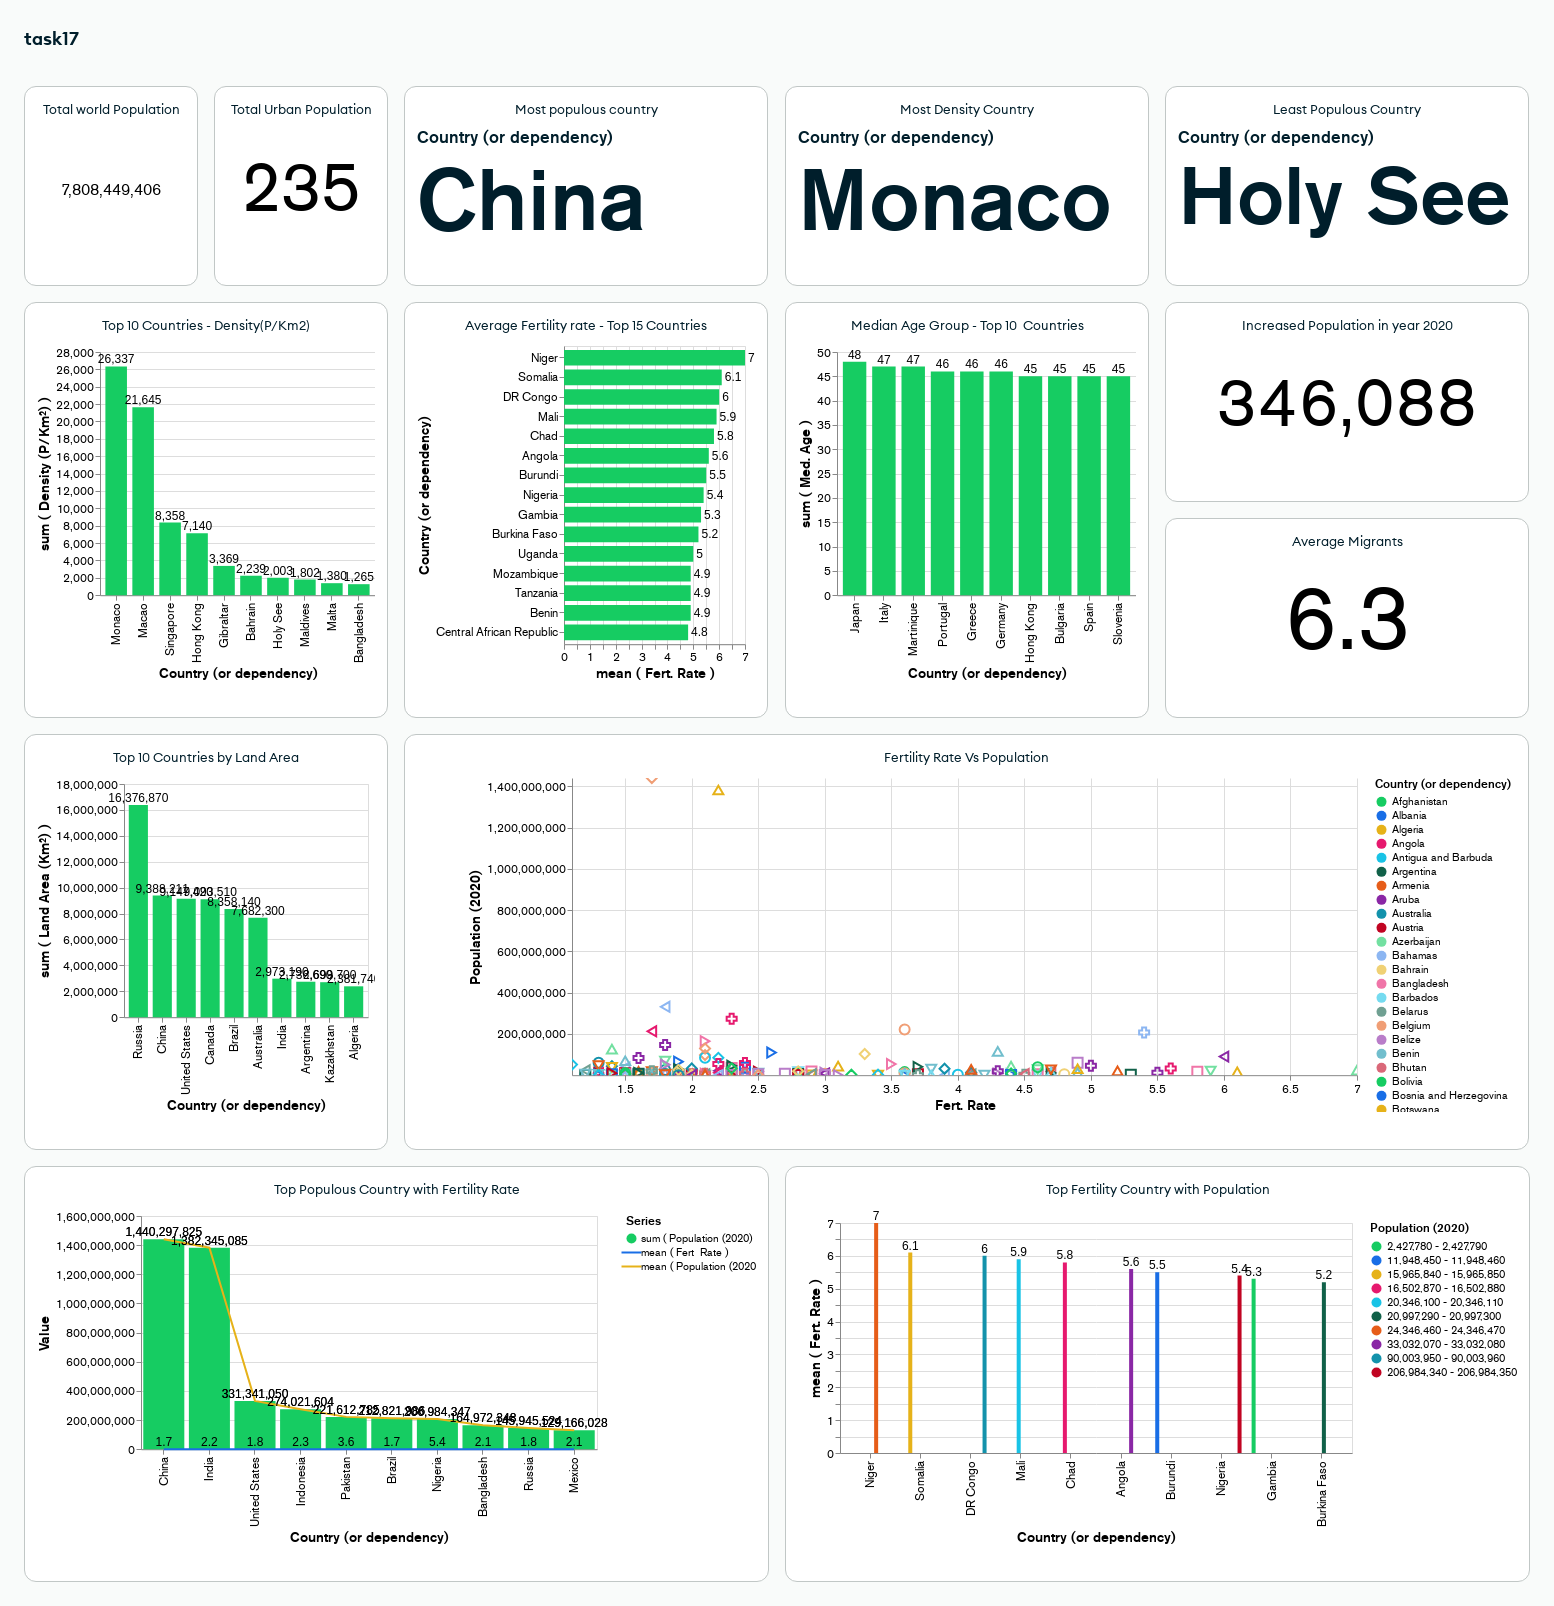 task17
Total world Population
7,808,449,406
Total Urban Population
235
Most populous country
Country (or dependency)
China
Most Density Country
Country (or dependency)
Monaco
Least Populous Country
Country (or dependency)
Holy See
Top 10 Countries - Density(P/Km2)
sum ( Density (P/Km²) )
28,000
26,000
24,000
22,000
20,000
18,000
16,000
14,000
12,000
10,000
8,000
6,000
4,000
2,000
0
26,337
21,645
8,358
7,140
3,369
2,239
2,003
1,802
1,380
1,265
Monaco
Macao
Singapore
Hong Kong
Gibraltar
Bahrain
Holy See
Maldives
Malta
Bangladesh
Country (or dependency)
Average Fertility rate - Top 15 Countries
Country (or dependency)
Niger 7
Somalia 6.1
DR Congo 6
Mali 5.9
Chad 5.8
Angola 5.6
Burundi 5.5
Nigeria 5.4
Gambia 5.3
Burkina Faso 5.2
Uganda 5
Mozambique 4.9
Tanzania 4.9
Benin 4.9
Central African Republic 4.8
0 1 2 3 4 5 6 7
mean ( Fert. Rate )
Median Age Group - Top 10 Countries
sum ( Med. Age )
50
45
40
35
30
25
20
15
10
5
0
48 47 47 46 46 46 45 45 45 45
Japan
Italy
Martinique
Portugal
Greece
Germany
Hong Kong
Bulgaria
Spain
Slovenia
Country (or dependency)
Increased Population in year 2020
346,088
Average Migrants
6.3
Top 10 Countries by Land Area
sum ( Land Area (Km²) )
18,000,000
16,000,000
14,000,000
12,000,000
10,000,000
8,000,000
6,000,000
4,000,000
2,000,000
0
16,376,870
9,388,211
8,358,140
7,682,300
2,973,190
Russia
China
United States
Canada
Brazil
Australia
India
Argentina
Kazakhstan
Algeria
Country (or dependency)
Fertility Rate Vs Population
Population (2020)
1,400,000,000
1,200,000,000
1,000,000,000
800,000,000
600,000,000
400,000,000
200,000,000
1.5 2 2.5 3 3.5 4 4.5 5 5.5 6 6.5 7
Fert. Rate
Country (or dependency)
Afghanistan
Albania
Algeria
Angola
Antigua and Barbuda
Argentina
Armenia
Aruba
Australia
Austria
Azerbaijan
Bahamas
Bahrain
Bangladesh
Barbados
Belarus
Belgium
Belize
Benin
Bhutan
Bolivia
Bosnia and Herzegovina
Botswana
Top Populous Country with Fertility Rate
Value
1,600,000,000
1,400,000,000
1,200,000,000
1,000,000,000
800,000,000
600,000,000
400,000,000
200,000,000
0
1,440,297,825
1,382,345,085
331,341,050
274,021,604
129,166,028
1.7 2.2 1.8 2.3 3.6 1.7 5.4 2.1 1.8 2.1
China
India
United States
Indonesia
Pakistan
Brazil
Nigeria
Bangladesh
Russia
Mexico
Country (or dependency)
Series
sum ( Population (2020)
mean ( Fert Rate )
mean ( Population (2020
Top Fertility Country with Population
mean ( Fert. Rate )
7
6
5
4
3
2
1
0
7 6.1 6 5.9 5.8 5.6 5.5 5.4 5.3 5.2
Niger
Somalia
DR Congo
Mali
Chad
Angola
Burundi
Nigeria
Gambia
Burkina Faso
Country (or dependency)
Population (2020)
2,427,780 - 2,427,790
11,948,450 - 11,948,460
15,965,840 - 15,965,850
16,502,870 - 16,502,880
20,346,100 - 20,346,110
20,997,290 - 20,997,300
24,346,460 - 24,346,470
33,032,070 - 33,032,080
90,003,950 - 90,003,960
206,984,340 - 206,984,350